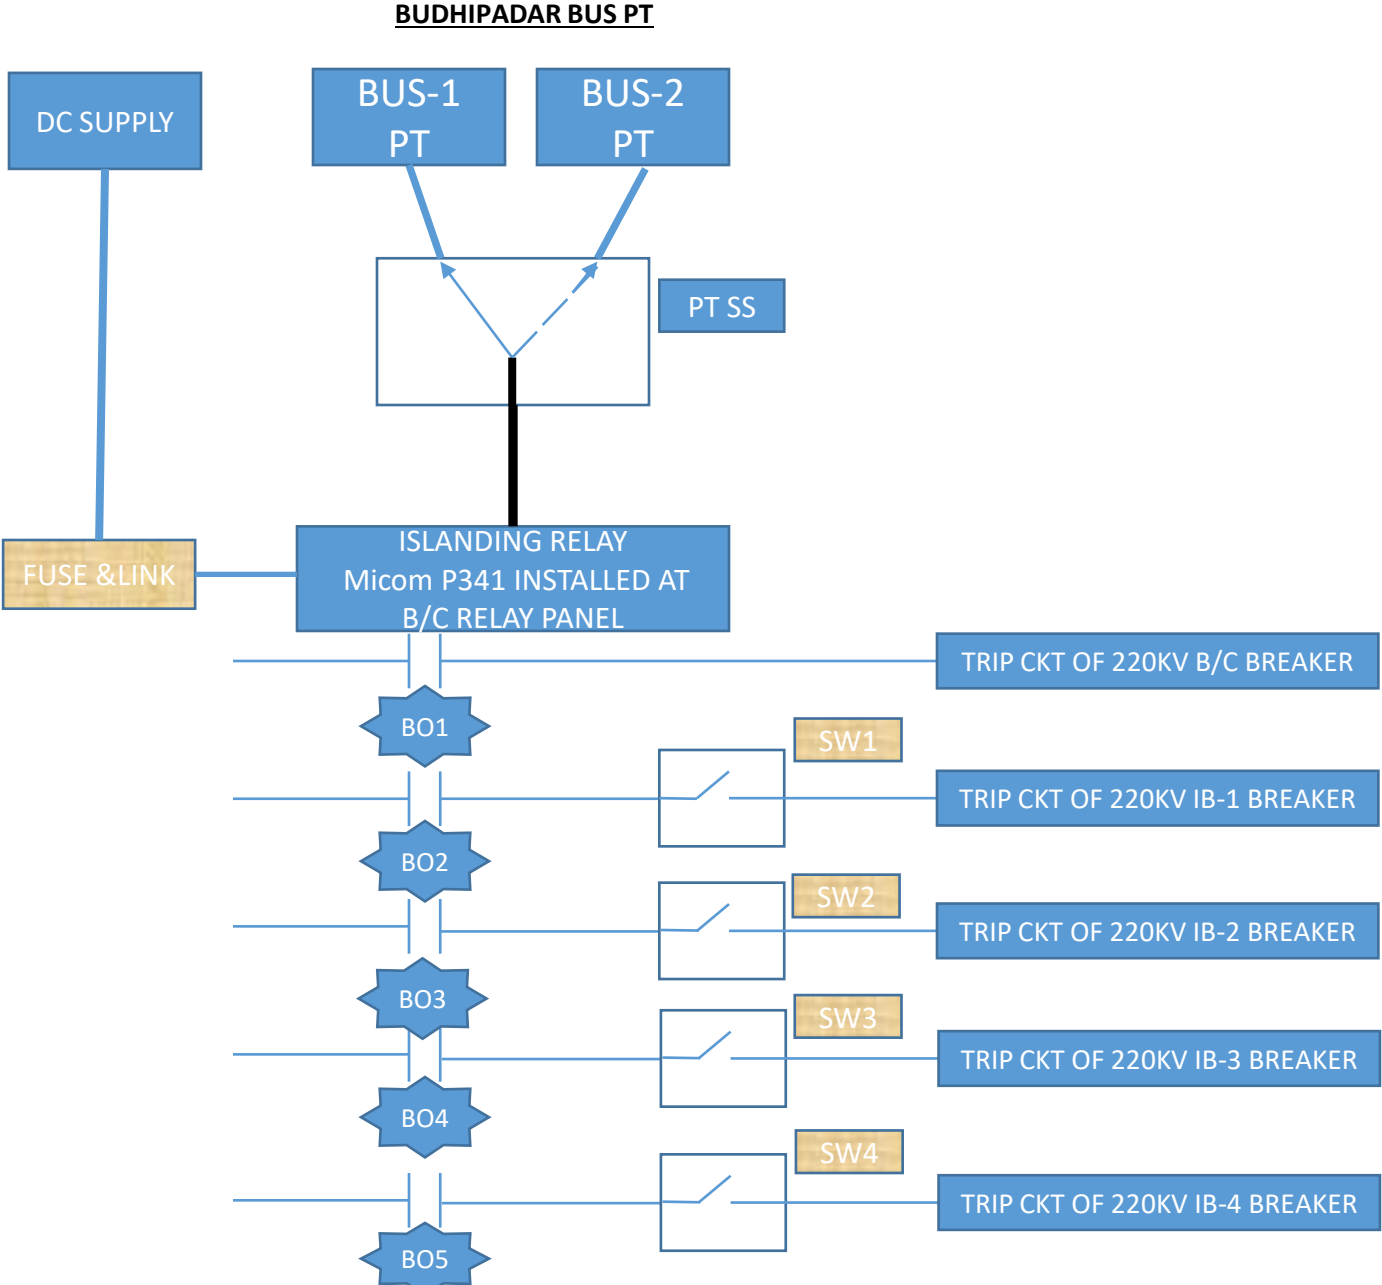 BUDHIPADAR BUS PT
DC SUPPLY
BUS-1
PT
BUS-2
PT
PT SS
FUSE &LINK
ISLANDING RELAY
Micom P341 INSTALLED AT
B/C RELAY PANEL
TRIP CKT OF 220KV B/C BREAKER
BO1
SW1
TRIP CKT OF 220KV IB-1 BREAKER
BO2
SW2
TRIP CKT OF 220KV IB-2 BREAKER
BO3
SW3
TRIP CKT OF 220KV IB-3 BREAKER
BO4
SW4
TRIP CKT OF 220KV IB-4 BREAKER
BO5